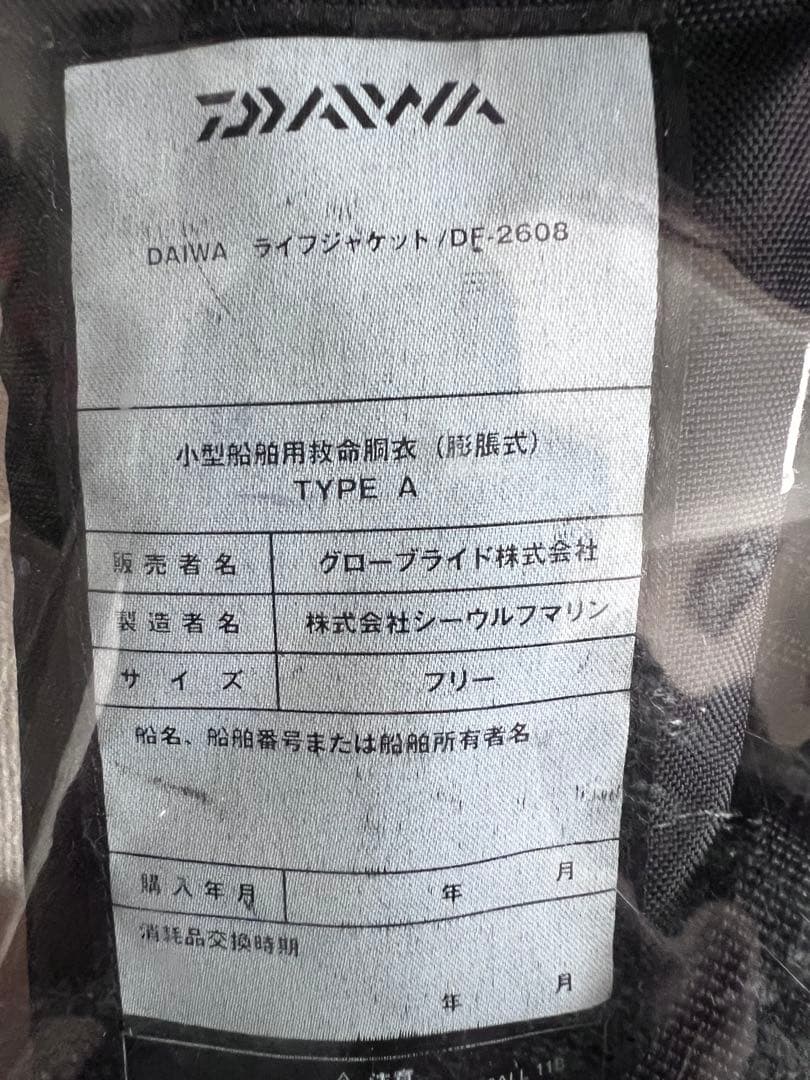 DAIWA
DAIWA ライフジャケット/DF-2608
小型船舶用救命胴衣(膨脹式)
TYPE A
販売者名 グローブライド株式会社
製造者名 株式会社シーウルフマリン
サイズ フリー
船名、船舶番号または船舶所有者名
購入年月 年 月
消耗品交換時期
年 月